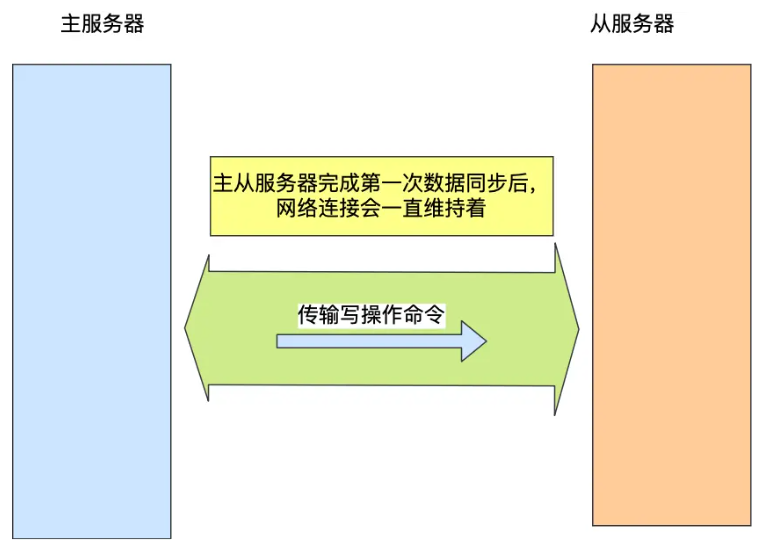 主服务器
从服务器
主从服务器完成第一次数据同步后，
网络连接会一直维持着
传输写操作命令